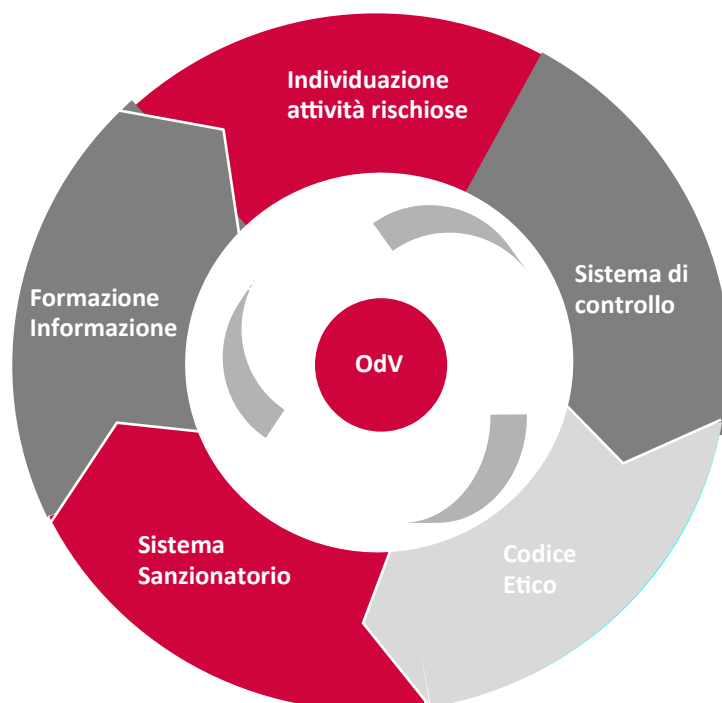 Individuazione
attività rischiose
Sistema di
controllo
Formazione
Informazione
OdV
Sistema
Sanzionatorio
Codice
Etico